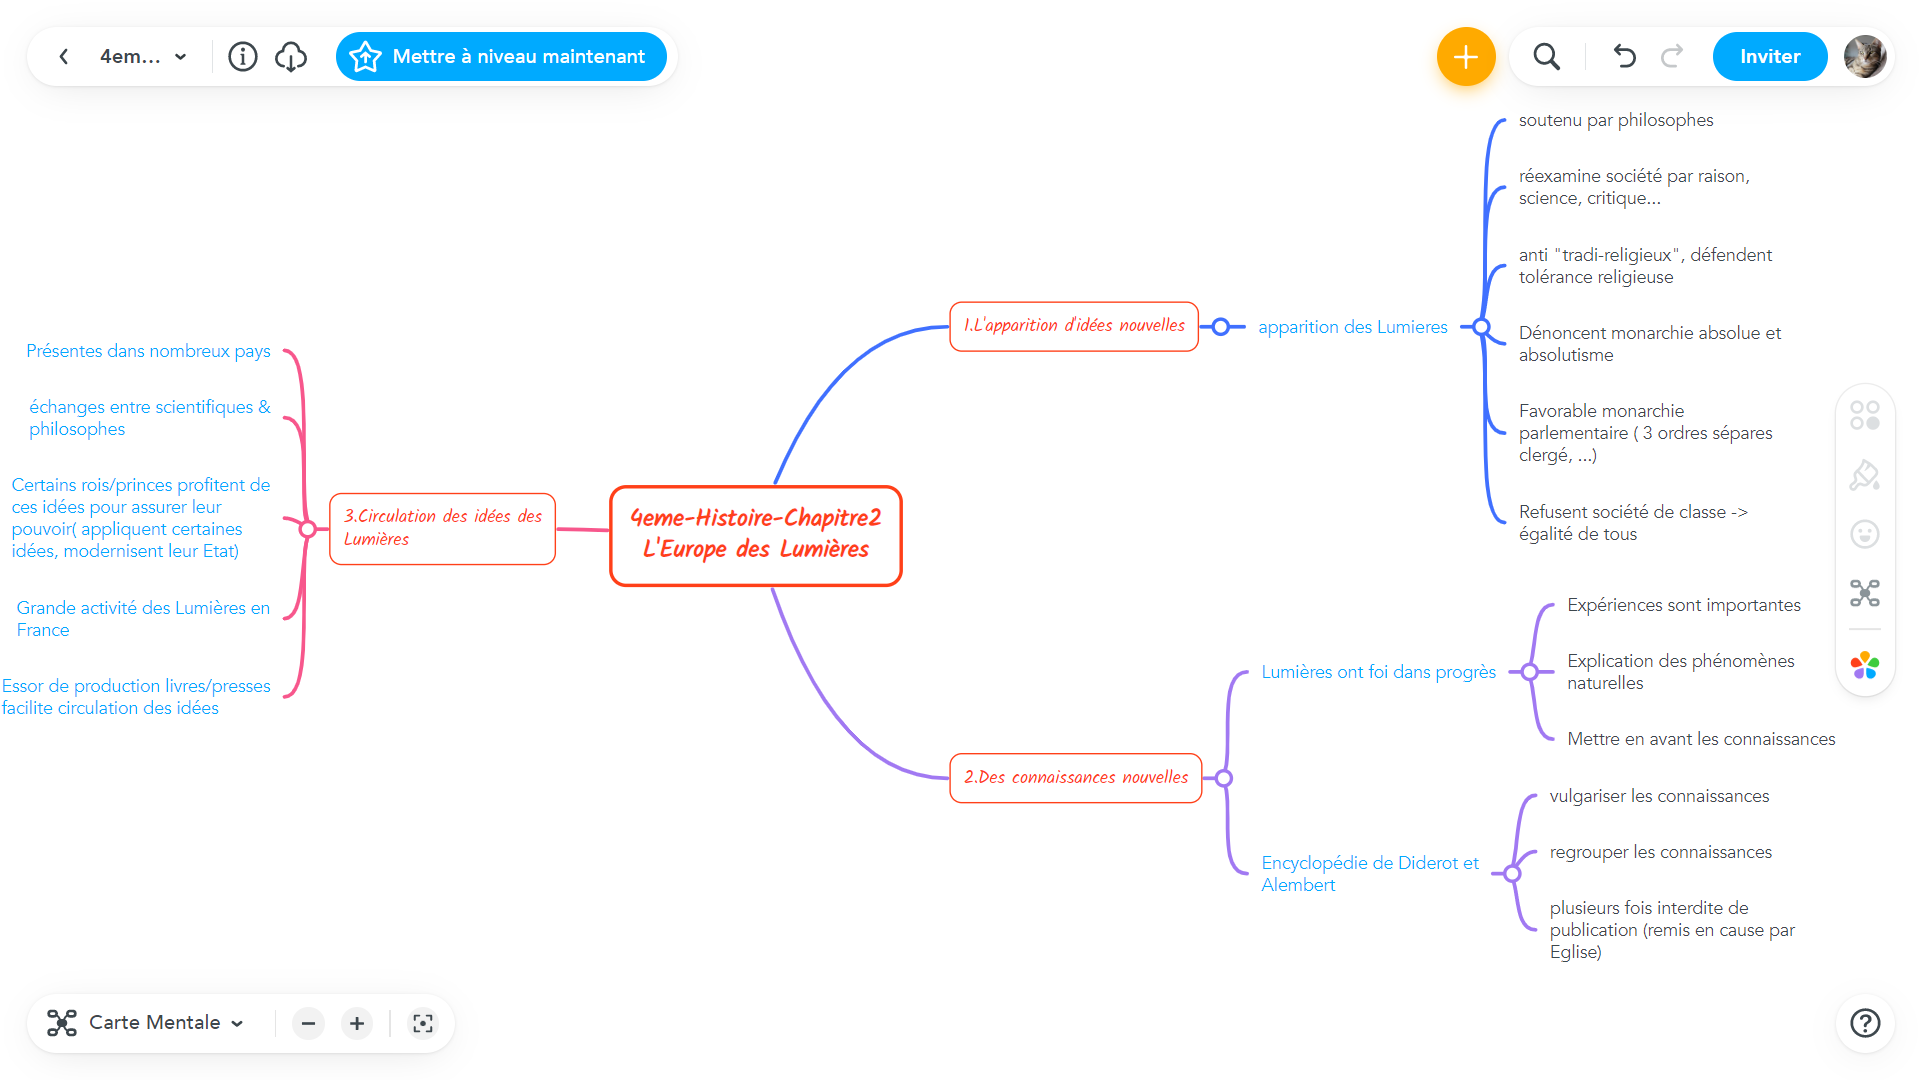 4em...
Mettre à niveau maintenant
Inviter
4eme-Histoire-Chapitre2
L'Europe des Lumières
1.L'apparition d'idées nouvelles
apparition des Lumieres
soutenu par philosophes
réexamine société par raison,
science, critique...
anti "tradi-religieux", défendent
tolérance religieuse
Dénoncent monarchie absolue et
absolutisme
Favorable monarchie
parlementaire ( 3 ordres sépares
clergé, ...)
Refusent société de classe ->
égalité de tous
2.Des connaissances nouvelles
Lumières ont foi dans progrès
Expériences sont importantes
Explication des phénomènes
naturelles
Mettre en avant les connaissances
Encyclopédie de Diderot et
Alembert
vulgariser les connaissances
regrouper les connaissances
plusieurs fois interdite de
publication (remis en cause par
Eglise)
3.Circulation des idées des
Lumières
Présentes dans nombreux pays
échanges entre scientifiques &
philosophes
Certains rois/princes profitent de
ces idées pour assurer leur
pouvoir( appliquent certaines
idées, modernisent leur Etat)
Grande activité des Lumières en
France
Essor de production livres/presses
facilite circulation des idées
Carte Mentale